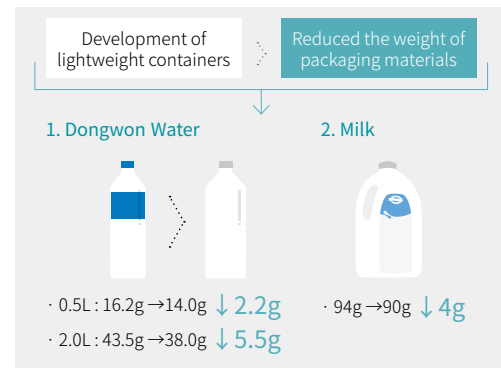 Development of
lightweight containers
Reduced the weight of
packaging materials
1. Dongwon Water
2. Milk
· 0.5L : 16.2g →14.0g ↓2.2g
· 2.0L : 43.5g →38.0g ↓5.5g
· 94g →90g ↓4g